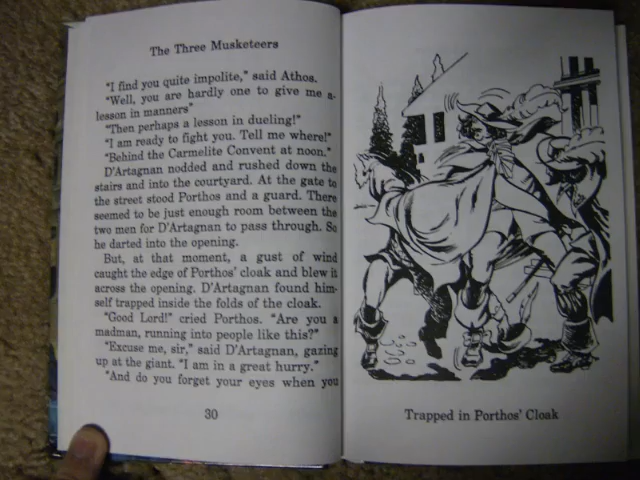 The Three Musketeers
"I find you quite impolite," said Athos.
"Well, you are hardly one to give me a
lesson in manners"
"Then perhaps a lesson in dueling!"
"I am ready to fight you. Tell me where!"
"Behind the Carmelite Convent at noon."
D'Artagnan nodded and rushed down the
stairs and into the courtyard. At the gate to
the street stood Porthos and a guard. There
seemed to be just enough room between the
two men for D'Artagnan to pass through. So
he darted into the opening.
But, at that moment, a gust of wind
caught the edge of Porthos' cloak and blew it
across the opening. D'Artagnan found him-
self trapped inside the folds of the cloak.
"Good Lord!" cried Porthos. "Are you a
madman, running into people like this?"
"Excuse me, sir," said D'Artagnan, gazing
up at the giant. "I am in a great hurry."
"And do you forget your eyes when you
30
Trapped in Porthos' Cloak